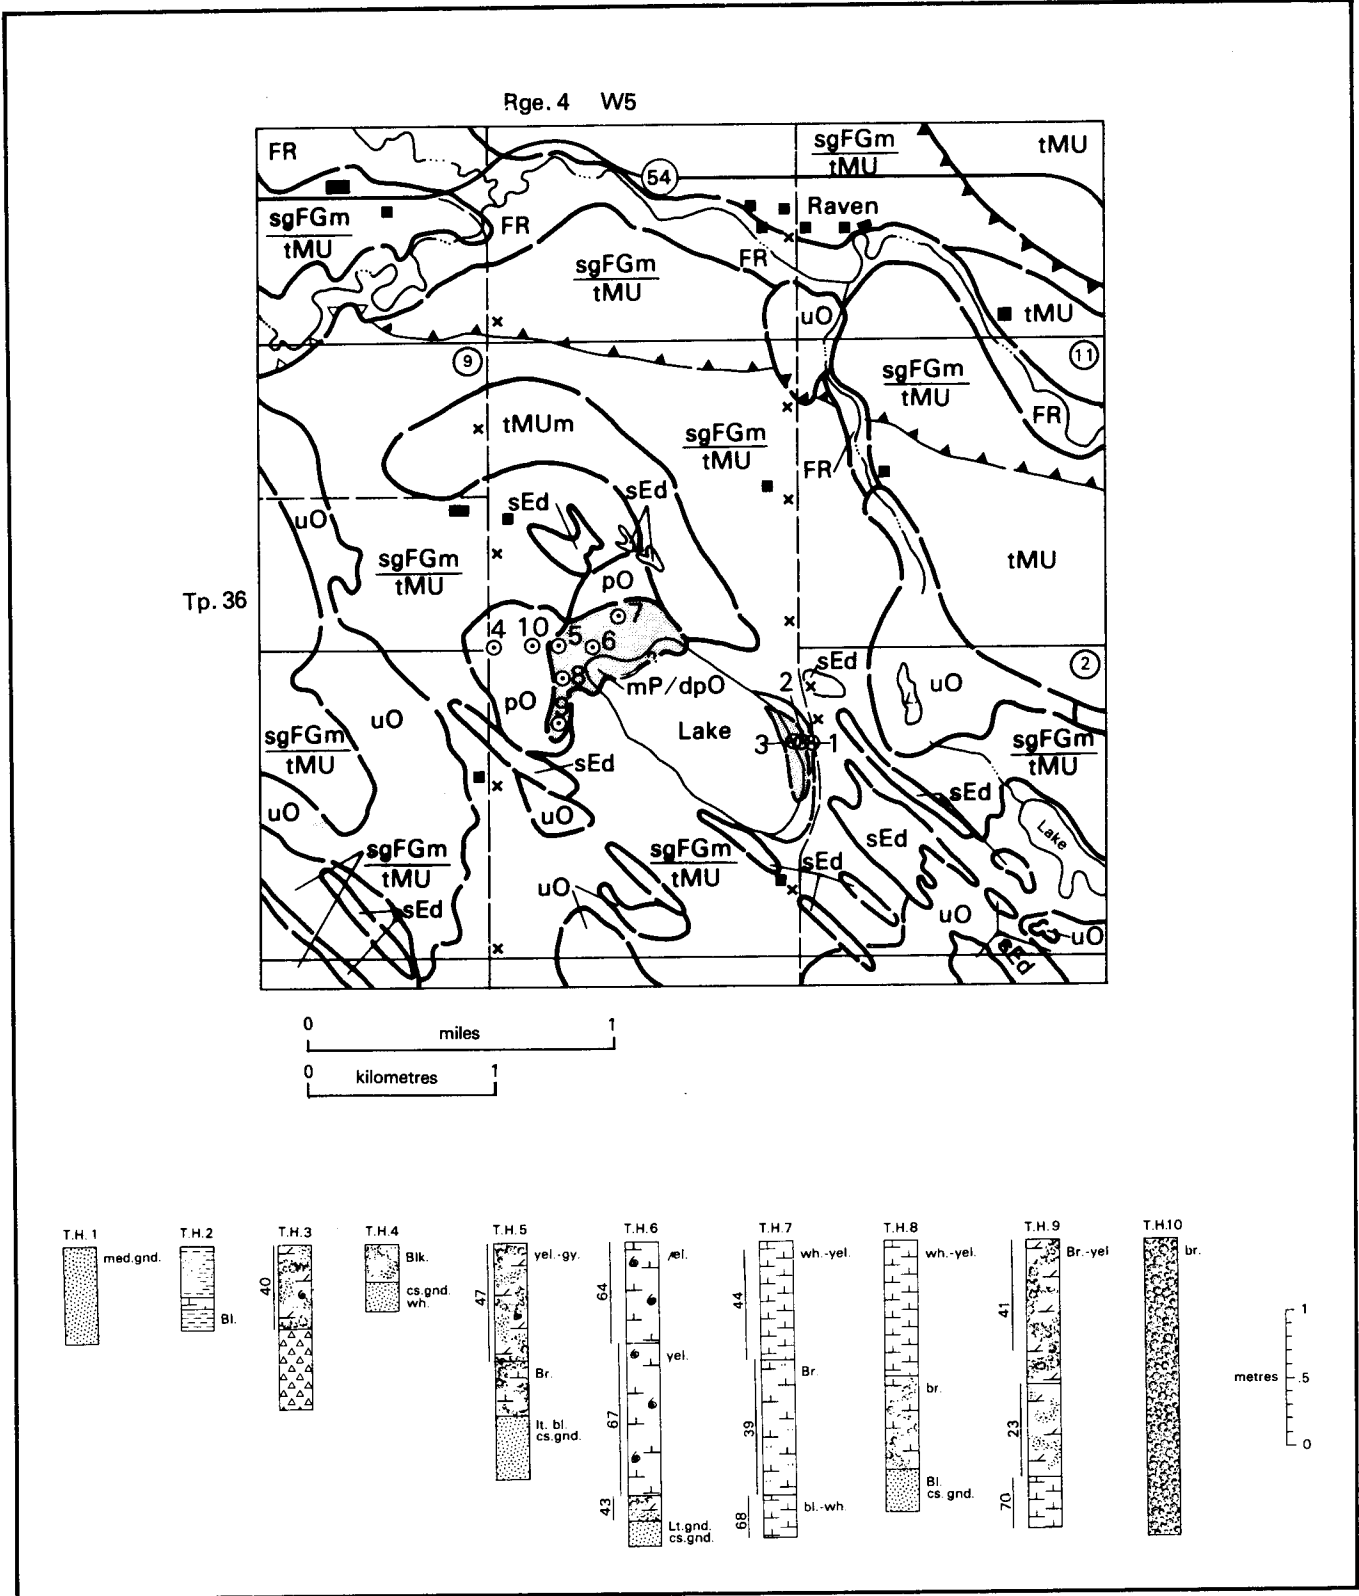 Rge. 4 W5
FR
sgFGm
tMU
tMU
54
sgFGm
tMU
FR
Raven
sgFGm
tMU
FR
uO
tMU
9
11
sgFGm
tMU
tMUm
sgFGm
tMU
FR
FR
sEd
sEd
uO
sgFGm
tMU
pO
tMU
Tp. 36
7
4
10
5
6
2
sEd
8
mP/dpO
2
uO
pO
9
uO
Lake
3
1
sgFGm
tMU
sgFGm
tMU
sEd
sEd
uO
uO
Lake
sEd
sgFGm
tMU
sgFGm
tMU
sEd
uO
sEd
uO
uO
sEd
0 1
miles
0 1
kilometres
T.H. 1
med.gnd.
T.H.2
Bl.
T.H.3
40
T.H.4
Blk.
cs.gnd.
wh.
T.H.5
47
yel.-gy.
Br.
lt. bl.
cs.gnd.
T.H.6
64
67
43
yel.
yel.
Lt.gnd.
cs.gnd.
T.H.7
44
39
68
wh.-yel.
Br.
bl.-wh.
T.H.8
wh.-yel.
br.
Bl.
cs.gnd.
T.H.9
41
23
70
Br.-yel
T.H.10
br.
1
metres .5
0